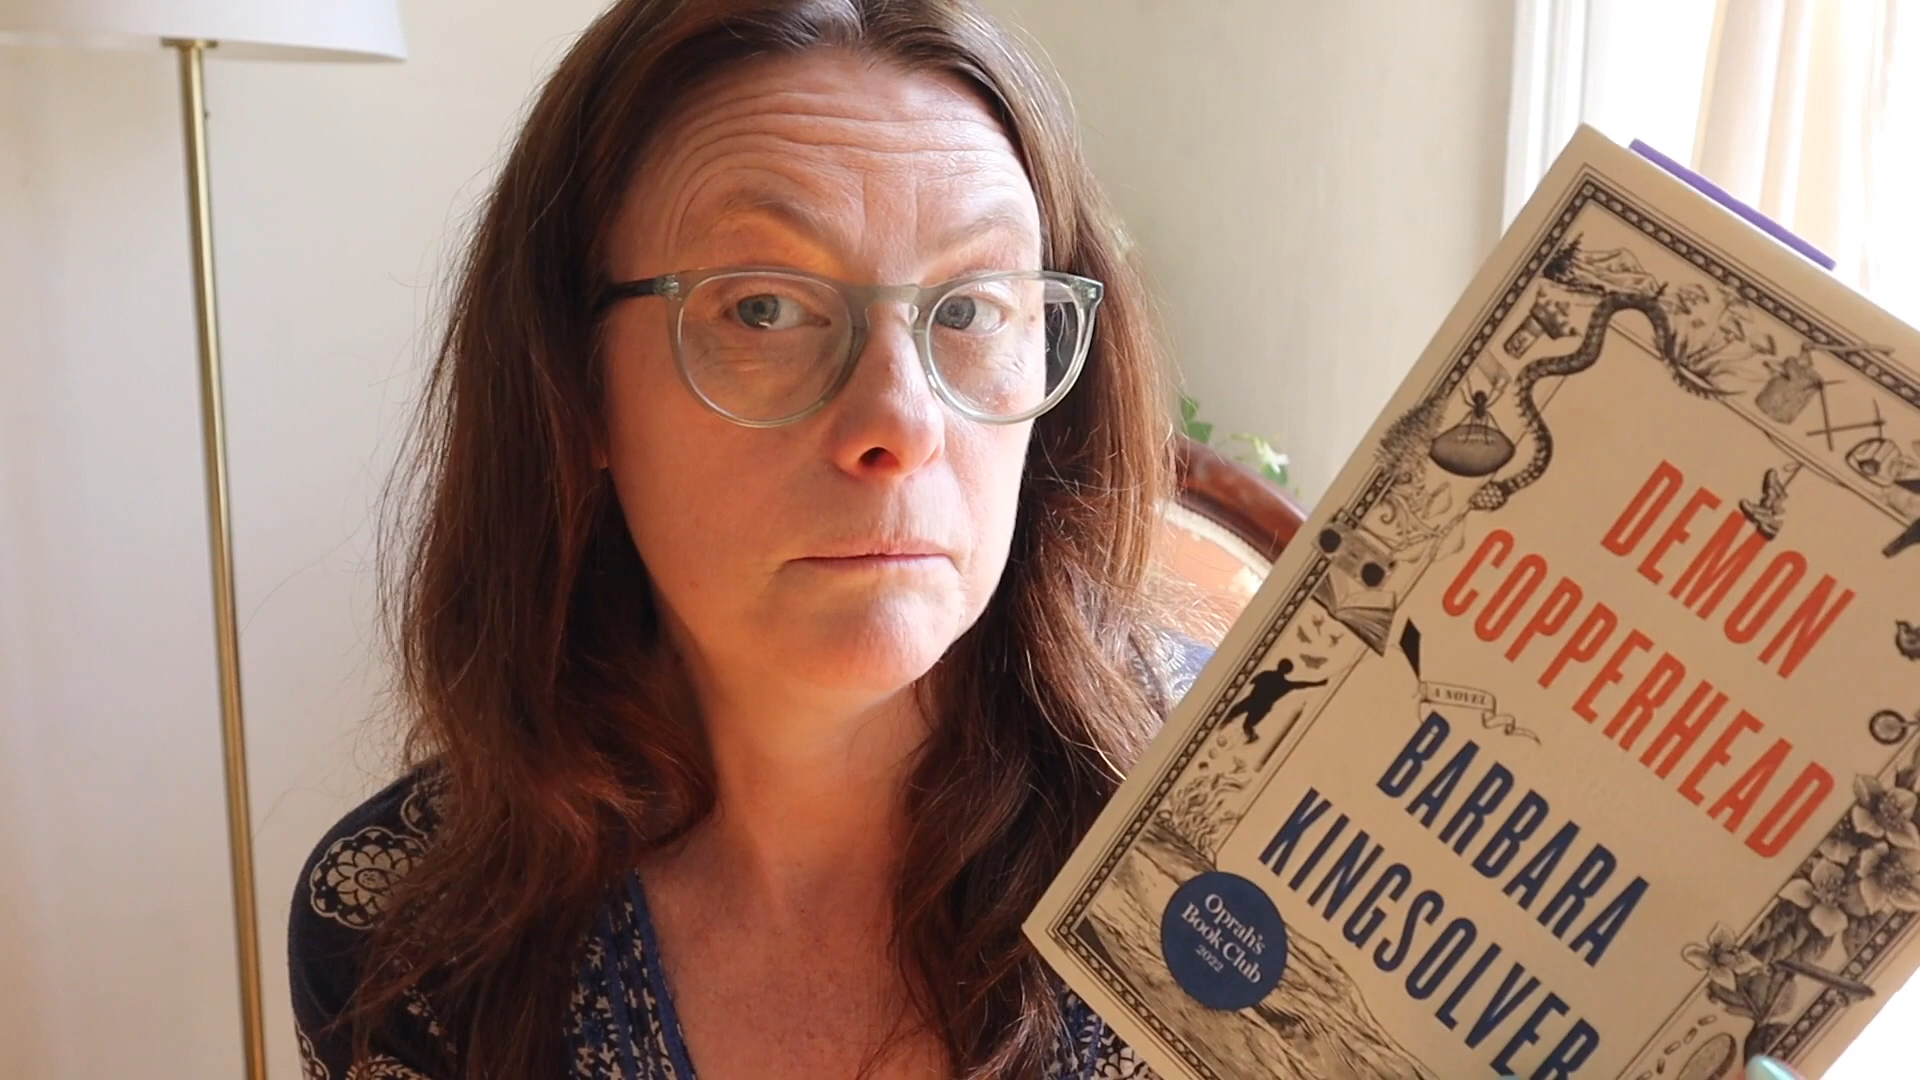 DEMON
COPPERHEAD
A NOVEL
BARBARA
KINGSOLVER
Oprah's
Book Club
2022